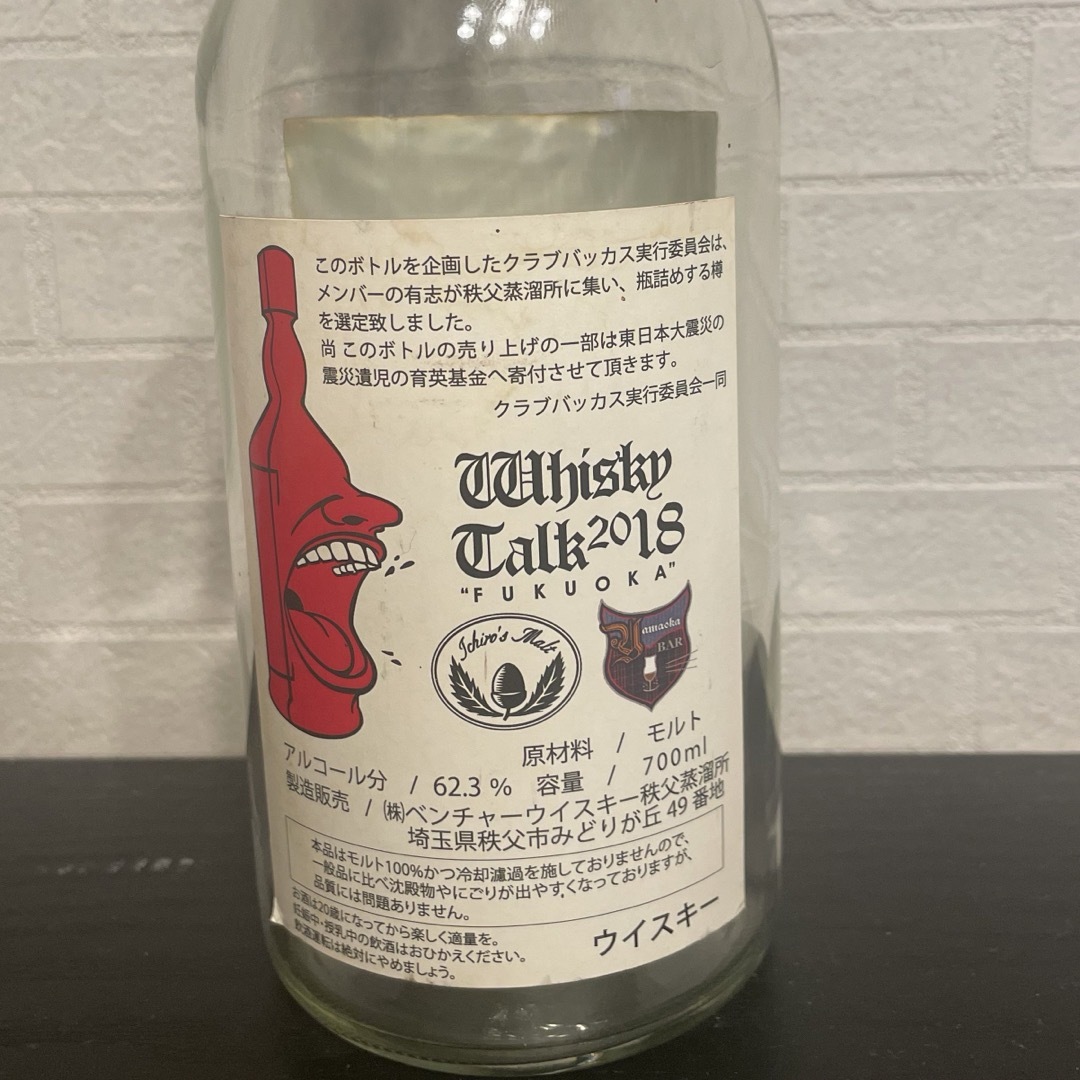 このボトルを企画したクラブバッカス実行委員会は、
メンバーの有志が秩父蒸溜所に集い、瓶詰めする樽
を選定致しました。
尚 このボトルの売り上げの一部は東日本大震災の
震災遺児の育英基金へ寄付させて頂きます。
クラブバッカス実行委員会一同
Whisky
Talk 2018
"FUKUOKA"
Ichiro's Malt
Yamaoka
BAR
アルコール分 / 62.3 %
原材料 / モルト
容量 / 700ml
製造販売 / ㈱ベンチャーウイスキー秩父蒸溜所
埼玉県秩父市みどりが丘 49 番地
本品はモルト100%かつ冷却濾過を施しておりませんので、
一般品に比べ沈殿物やにごりが出やすくなっておりますが、
品質には問題ありません。
お酒は20歳になってから楽しく適量を。
妊娠中・授乳中の飲酒はおひかえください。
飲酒運転は絶対にやめましょう。
ウイスキー